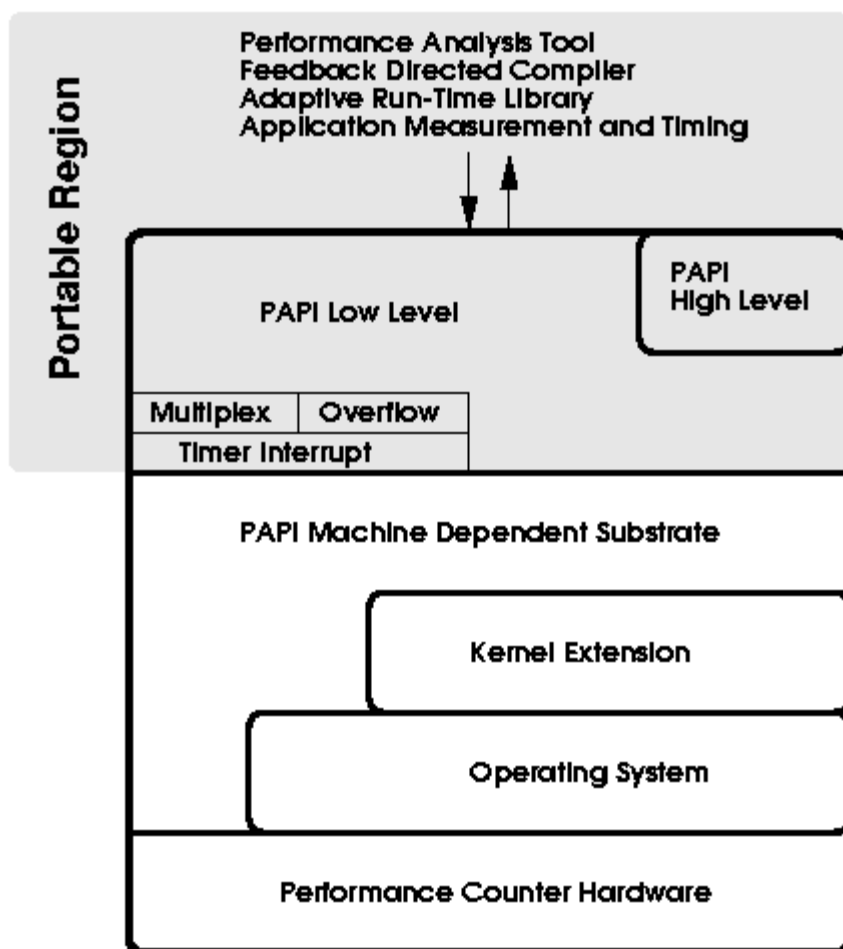 Performance Analysis Tool
Feedback Directed Compiler
Adaptive Run-Time Library
Application Measurement and Timing
Portable Region
PAPI Low Level
PAPI
High Level
Multiplex
Overflow
Timer Interrupt
PAPI Machine Dependent Substrate
Kernel Extension
Operating System
Performance Counter Hardware